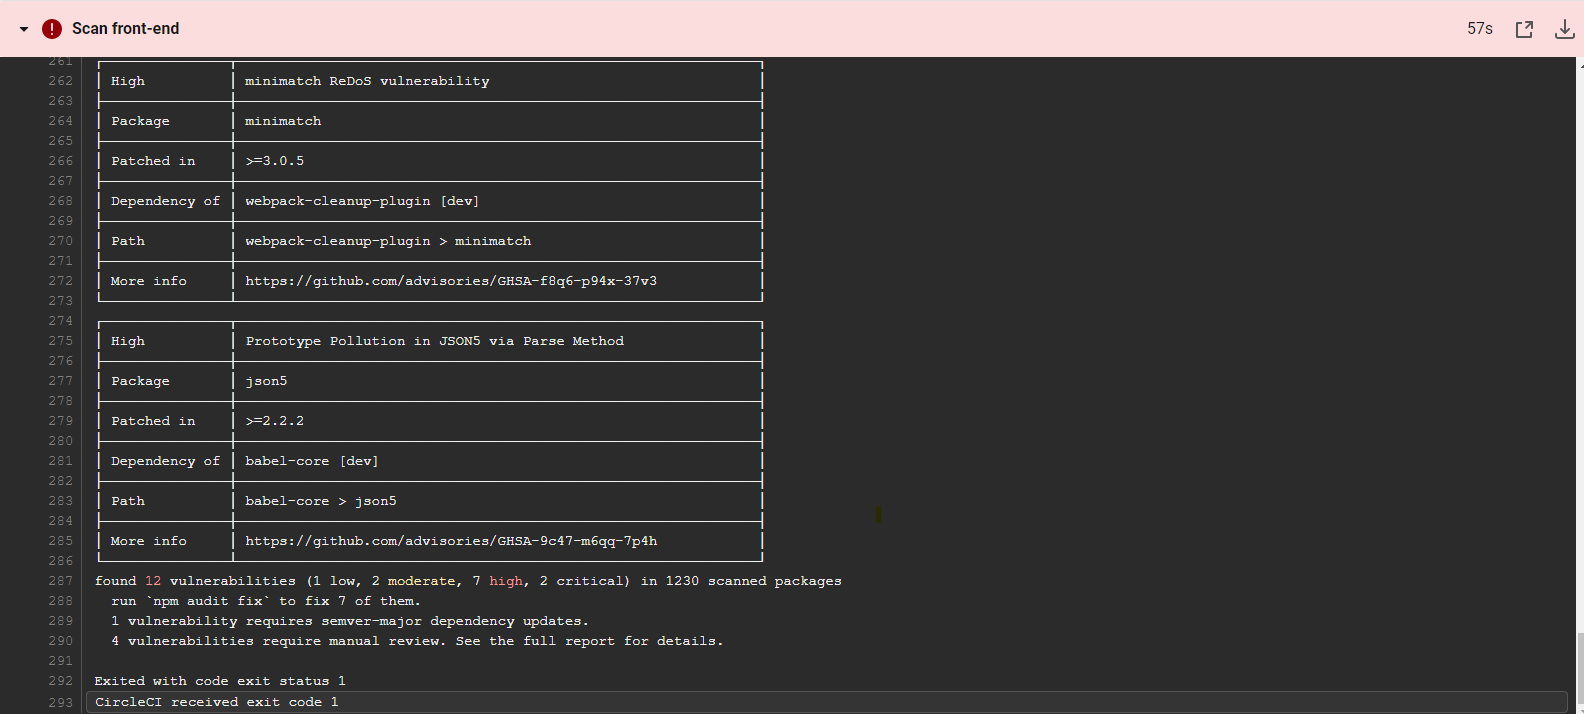 Scan front-end 57s
261
262 High minimatch ReDoS vulnerability
263
264 Package minimatch
265
266 Patched in >=3.0.5
267
268 Dependency of webpack-cleanup-plugin [dev]
269
270 Path webpack-cleanup-plugin > minimatch
271
272 More info https://github.com/advisories/GHSA-f8q6-p94x-37v3
273
274
275 High Prototype Pollution in JSON5 via Parse Method
276
277 Package json5
278
279 Patched in >=2.2.2
280
281 Dependency of babel-core [dev]
282
283 Path babel-core > json5
284
285 More info https://github.com/advisories/GHSA-9c47-m6qq-7p4h
286
287 found 12 vulnerabilities (1 low, 2 moderate, 7 high, 2 critical) in 1230 scanned packages
288 run `npm audit fix` to fix 7 of them.
289 1 vulnerability requires semver-major dependency updates.
290 4 vulnerabilities require manual review. See the full report for details.
291
292 Exited with code exit status 1
293 CircleCI received exit code 1